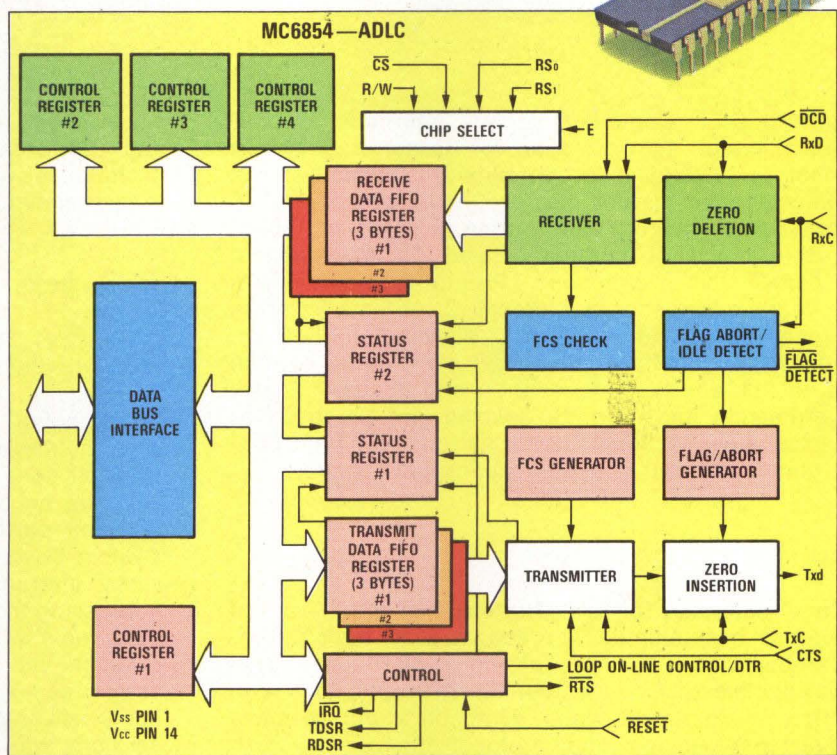 MC6854—ADLC
CONTROL
REGISTER
#2
CONTROL
REGISTER
#3
CONTROL
REGISTER
#4
CS
R/W
RS0
RS1
CHIP SELECT
E
DCD
RxD
RECEIVE
DATA FIFO
REGISTER
(3 BYTES)
#1
#2
#3
RECEIVER
ZERO
DELETION
RxC
DATA
BUS
INTERFACE
STATUS
REGISTER
#2
FCS CHECK
FLAG ABORT/
IDLE DETECT
FLAG
DETECT
STATUS
REGISTER
#1
FCS GENERATOR
FLAG/ABORT
GENERATOR
TRANSMIT
DATA FIFO
REGISTER
(3 BYTES)
#1
#2
#3
TRANSMITTER
ZERO
INSERTION
Txd
TxC
CTS
CONTROL
REGISTER
#1
CONTROL
LOOP ON-LINE CONTROL/DTR
RTS
VSS PIN 1
VCC PIN 14
IRQ
TDSR
RDSR
RESET